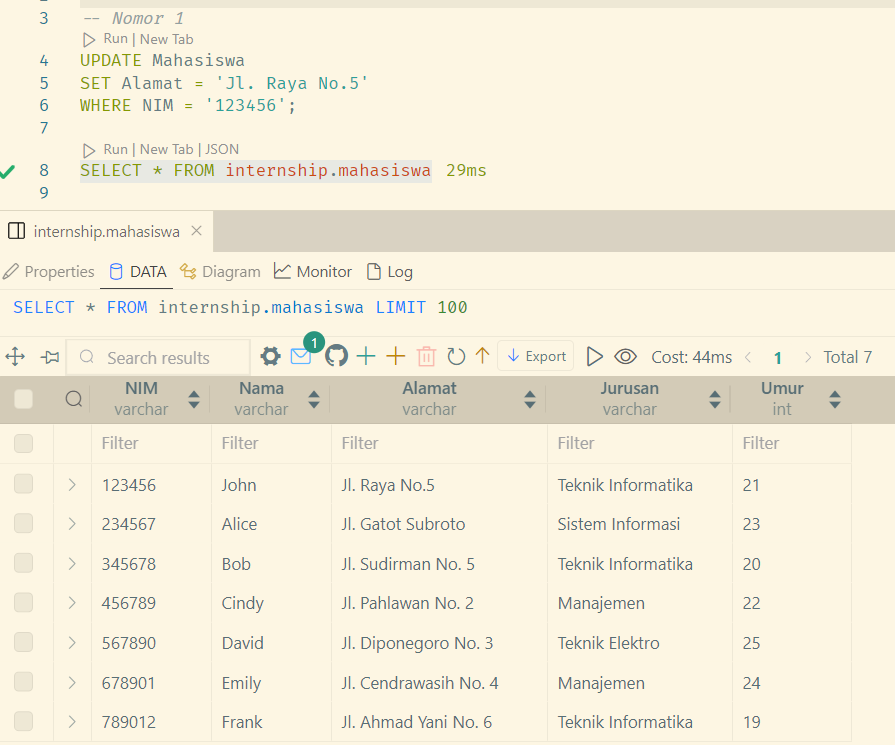 3 -- Nomor 1
Run | New Tab
4 UPDATE Mahasiswa
5 SET Alamat = 'Jl. Raya No.5'
6 WHERE NIM = '123456';
7
Run | New Tab | JSON
8 SELECT * FROM internship.mahasiswa 29ms
9
internship.mahasiswa
Properties DATA Diagram Monitor Log
SELECT * FROM internship.mahasiswa LIMIT 100
Search results 1 Export Cost: 44ms 1 Total 7
NIM Nama Alamat Jurusan Umur
varchar varchar varchar varchar int
Filter Filter Filter Filter Filter
123456 John Jl. Raya No.5 Teknik Informatika 21
234567 Alice Jl. Gatot Subroto Sistem Informasi 23
345678 Bob Jl. Sudirman No. 5 Teknik Informatika 20
456789 Cindy Jl. Pahlawan No. 2 Manajemen 22
567890 David Jl. Diponegoro No. 3 Teknik Elektro 25
678901 Emily Jl. Cendrawasih No. 4 Manajemen 24
789012 Frank Jl. Ahmad Yani No. 6 Teknik Informatika 19